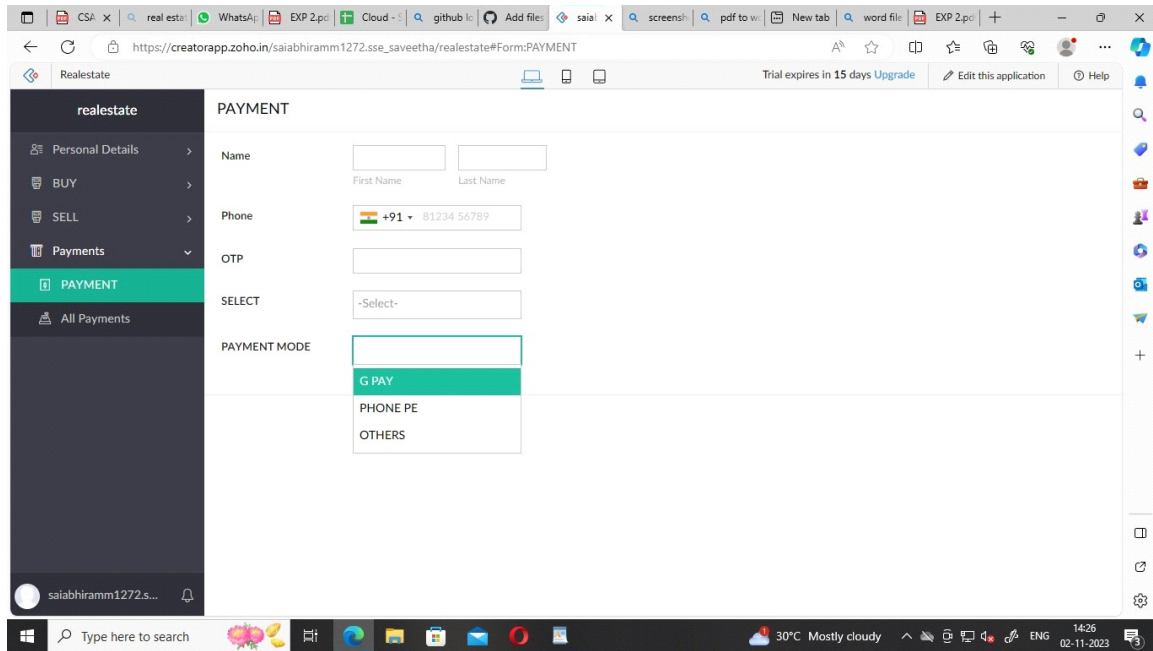 CSA
real estat
WhatsAp
EXP 2.pd
Cloud - S
github lo
Add files
saial
screensh
pdf to wo
New tab
word file
EXP 2.pd
https://creatorapp.zoho.in/saiabhiramm1272.sse_saveetha/realestate#Form:PAYMENT
Realestate
Trial expires in 15 days Upgrade
Edit this application
Help
realestate
Personal Details
BUY
SELL
Payments
PAYMENT
All Payments
saiabhiramm1272.s...
PAYMENT
Name
First Name Last Name
Phone +91 81234 56789
OTP
SELECT -Select-
PAYMENT MODE
G PAY
PHONE PE
OTHERS
Type here to search
30°C Mostly cloudy
ENG
14:26
02-11-2023
3